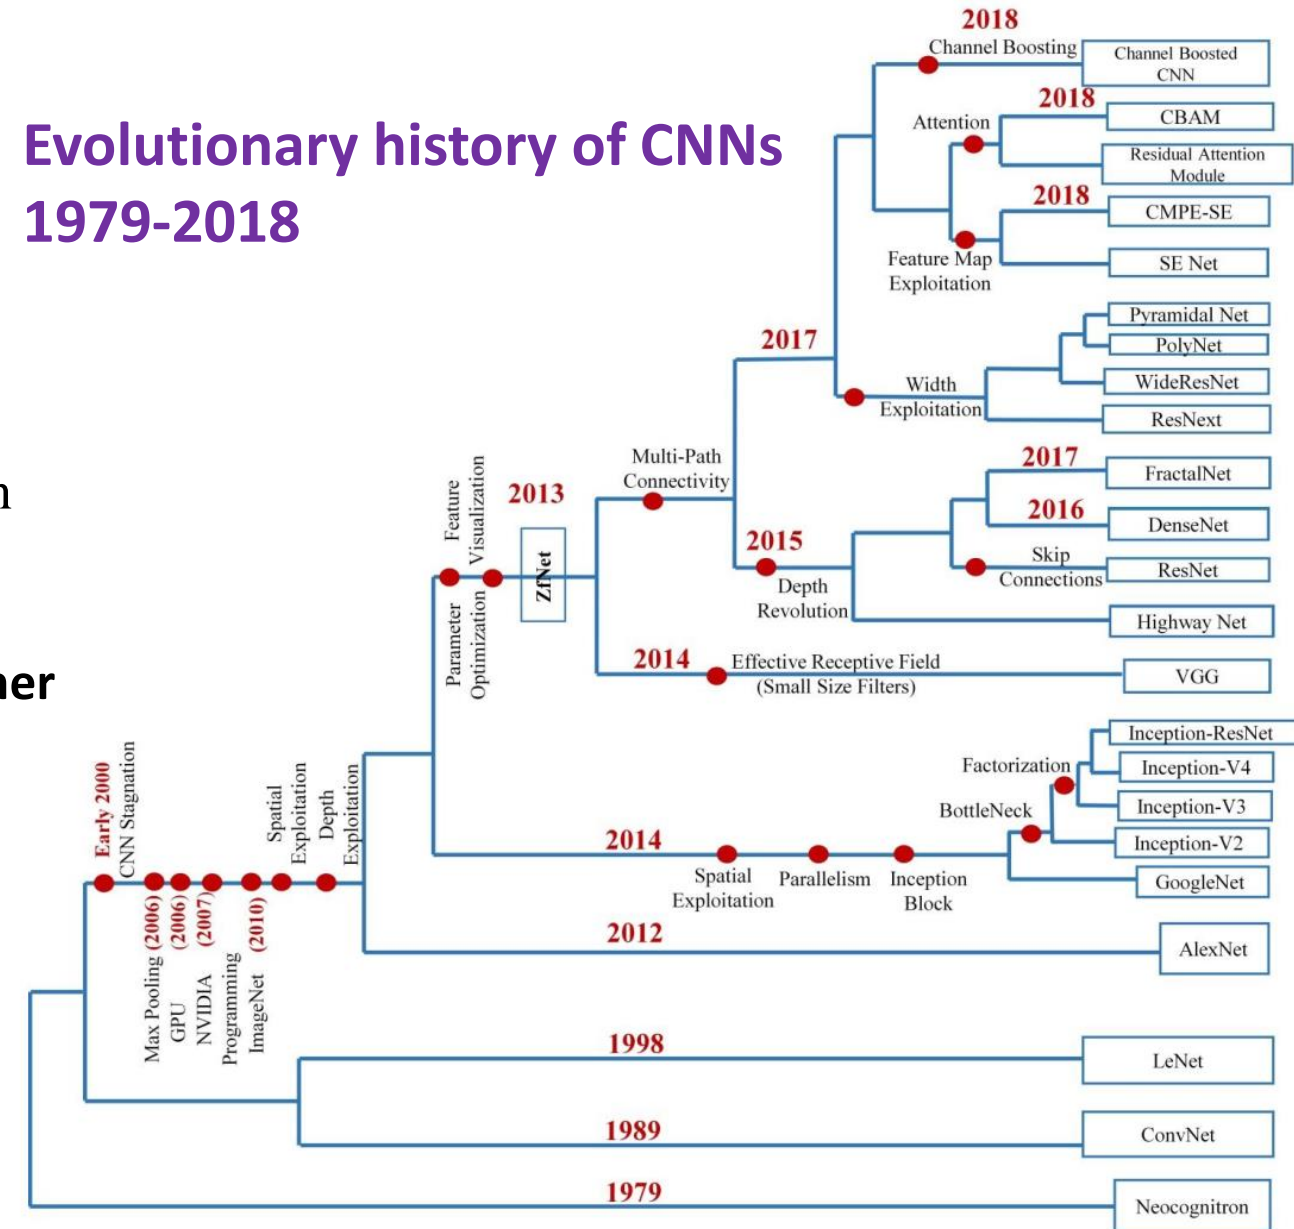 Evolutionary history of CNNs
1979-2018
n
ner
2018
Channel Boosting
Channel Boosted
CNN
2018
Attention
CBAM
Residual Attention
Module
2018
CMPE-SE
Feature Map
Exploitation
SE Net
Pyramidal Net
PolyNet
2017
Width
Exploitation
WideResNet
ResNext
Multi-Path
Connectivity
2017
FractalNet
2016
DenseNet
2015
Depth
Revolution
Skip
Connections
ResNet
Highway Net
Feature
Visualization
Parameter
Optimization
2013
ZfNet
2014
Effective Receptive Field
(Small Size Filters)
VGG
Inception-ResNet
Factorization
Inception-V4
BottleNeck
Inception-V3
Inception-V2
2014
Spatial
Exploitation
Parallelism
Inception
Block
GoogleNet
Early 2000
CNN Stagnation
Spatial
Exploitation
Depth
Exploitation
Max Pooling (2006)
GPU (2006)
NVIDIA (2007)
Programming
ImageNet (2010)
2012
AlexNet
1998
LeNet
1989
ConvNet
1979
Neocognitron